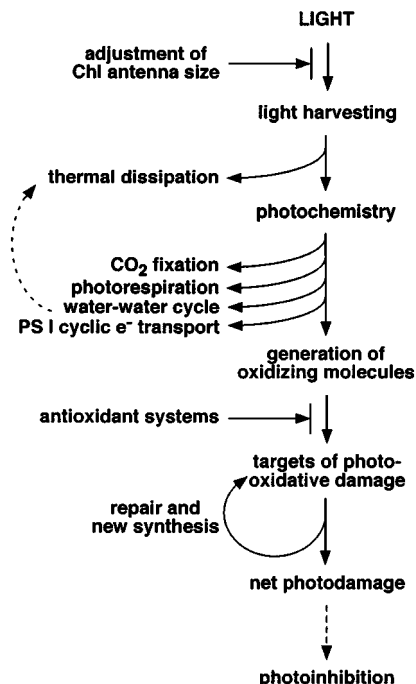 LIGHT
adjustment of
Chl antenna size
light harvesting
thermal dissipation
photochemistry
CO2 fixation
photorespiration
water-water cycle
PS I cyclic e- transport
generation of
oxidizing molecules
antioxidant systems
targets of photo-
oxidative damage
repair and
new synthesis
net photodamage
photoinhibition